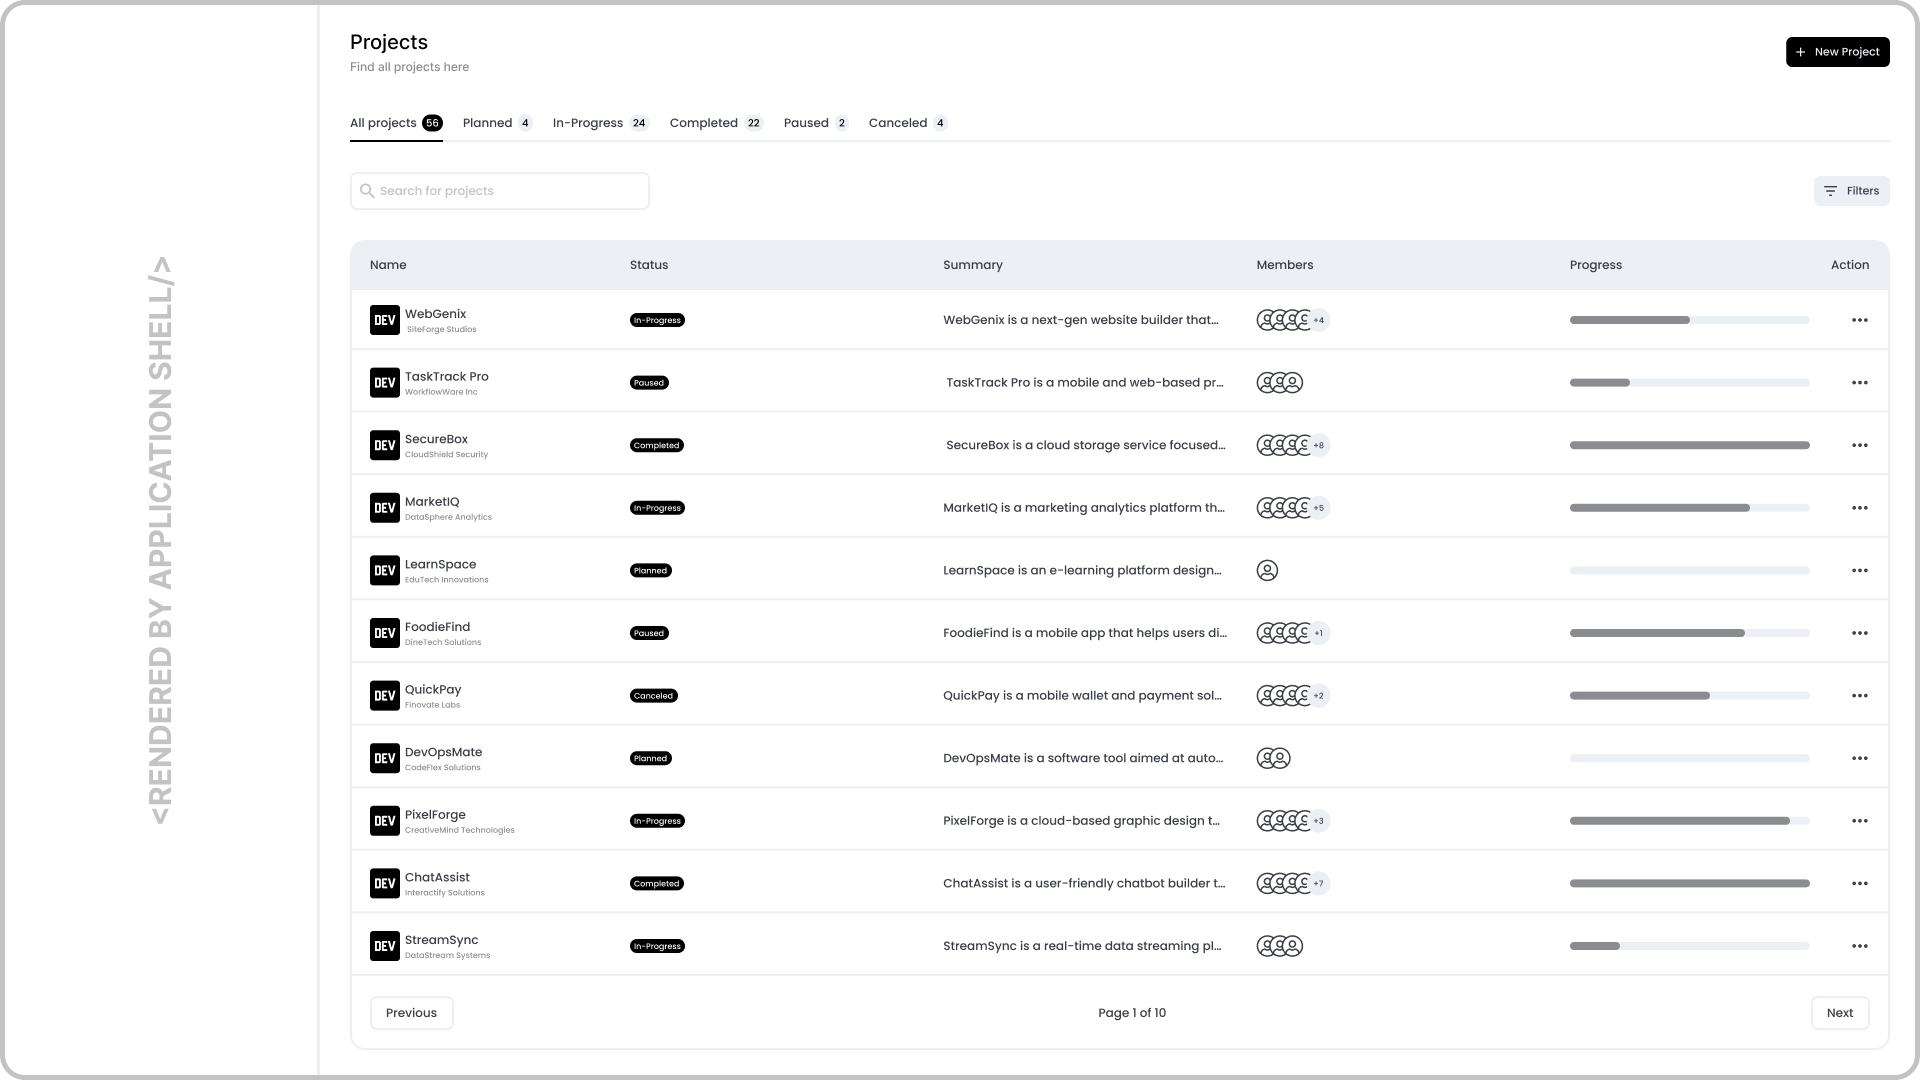 <RENDERED BY APPLICATION SHELL/>
Projects
Find all projects here
+ New Project
All projects 56 Planned 4 In-Progress 24 Completed 22 Paused 2 Canceled 4
Search for projects
Filters
Name Status Summary Members Progress Action
DEV WebGenix In-Progress WebGenix is a next-gen website builder that... +4
SiteForge Studios
DEV TaskTrack Pro Paused TaskTrack Pro is a mobile and web-based pr...
WorkflowWare Inc
DEV SecureBox Completed SecureBox is a cloud storage service focused... +8
CloudShield Security
DEV MarketIQ In-Progress MarketIQ is a marketing analytics platform th... +5
DataSphere Analytics
DEV LearnSpace Planned LearnSpace is an e-learning platform design...
EduTech Innovations
DEV FoodieFind Paused FoodieFind is a mobile app that helps users di... +1
DineTech Solutions
DEV QuickPay Canceled QuickPay is a mobile wallet and payment sol... +2
Finovate Labs
DEV DevOpsMate Planned DevOpsMate is a software tool aimed at auto...
CodeFlex Solutions
DEV PixelForge In-Progress PixelForge is a cloud-based graphic design t... +3
CreativeMind Technologies
DEV ChatAssist Completed ChatAssist is a user-friendly chatbot builder t... +7
Interactify Solutions
DEV StreamSync In-Progress StreamSync is a real-time data streaming pl...
DataStream Systems
Previous Page 1 of 10 Next